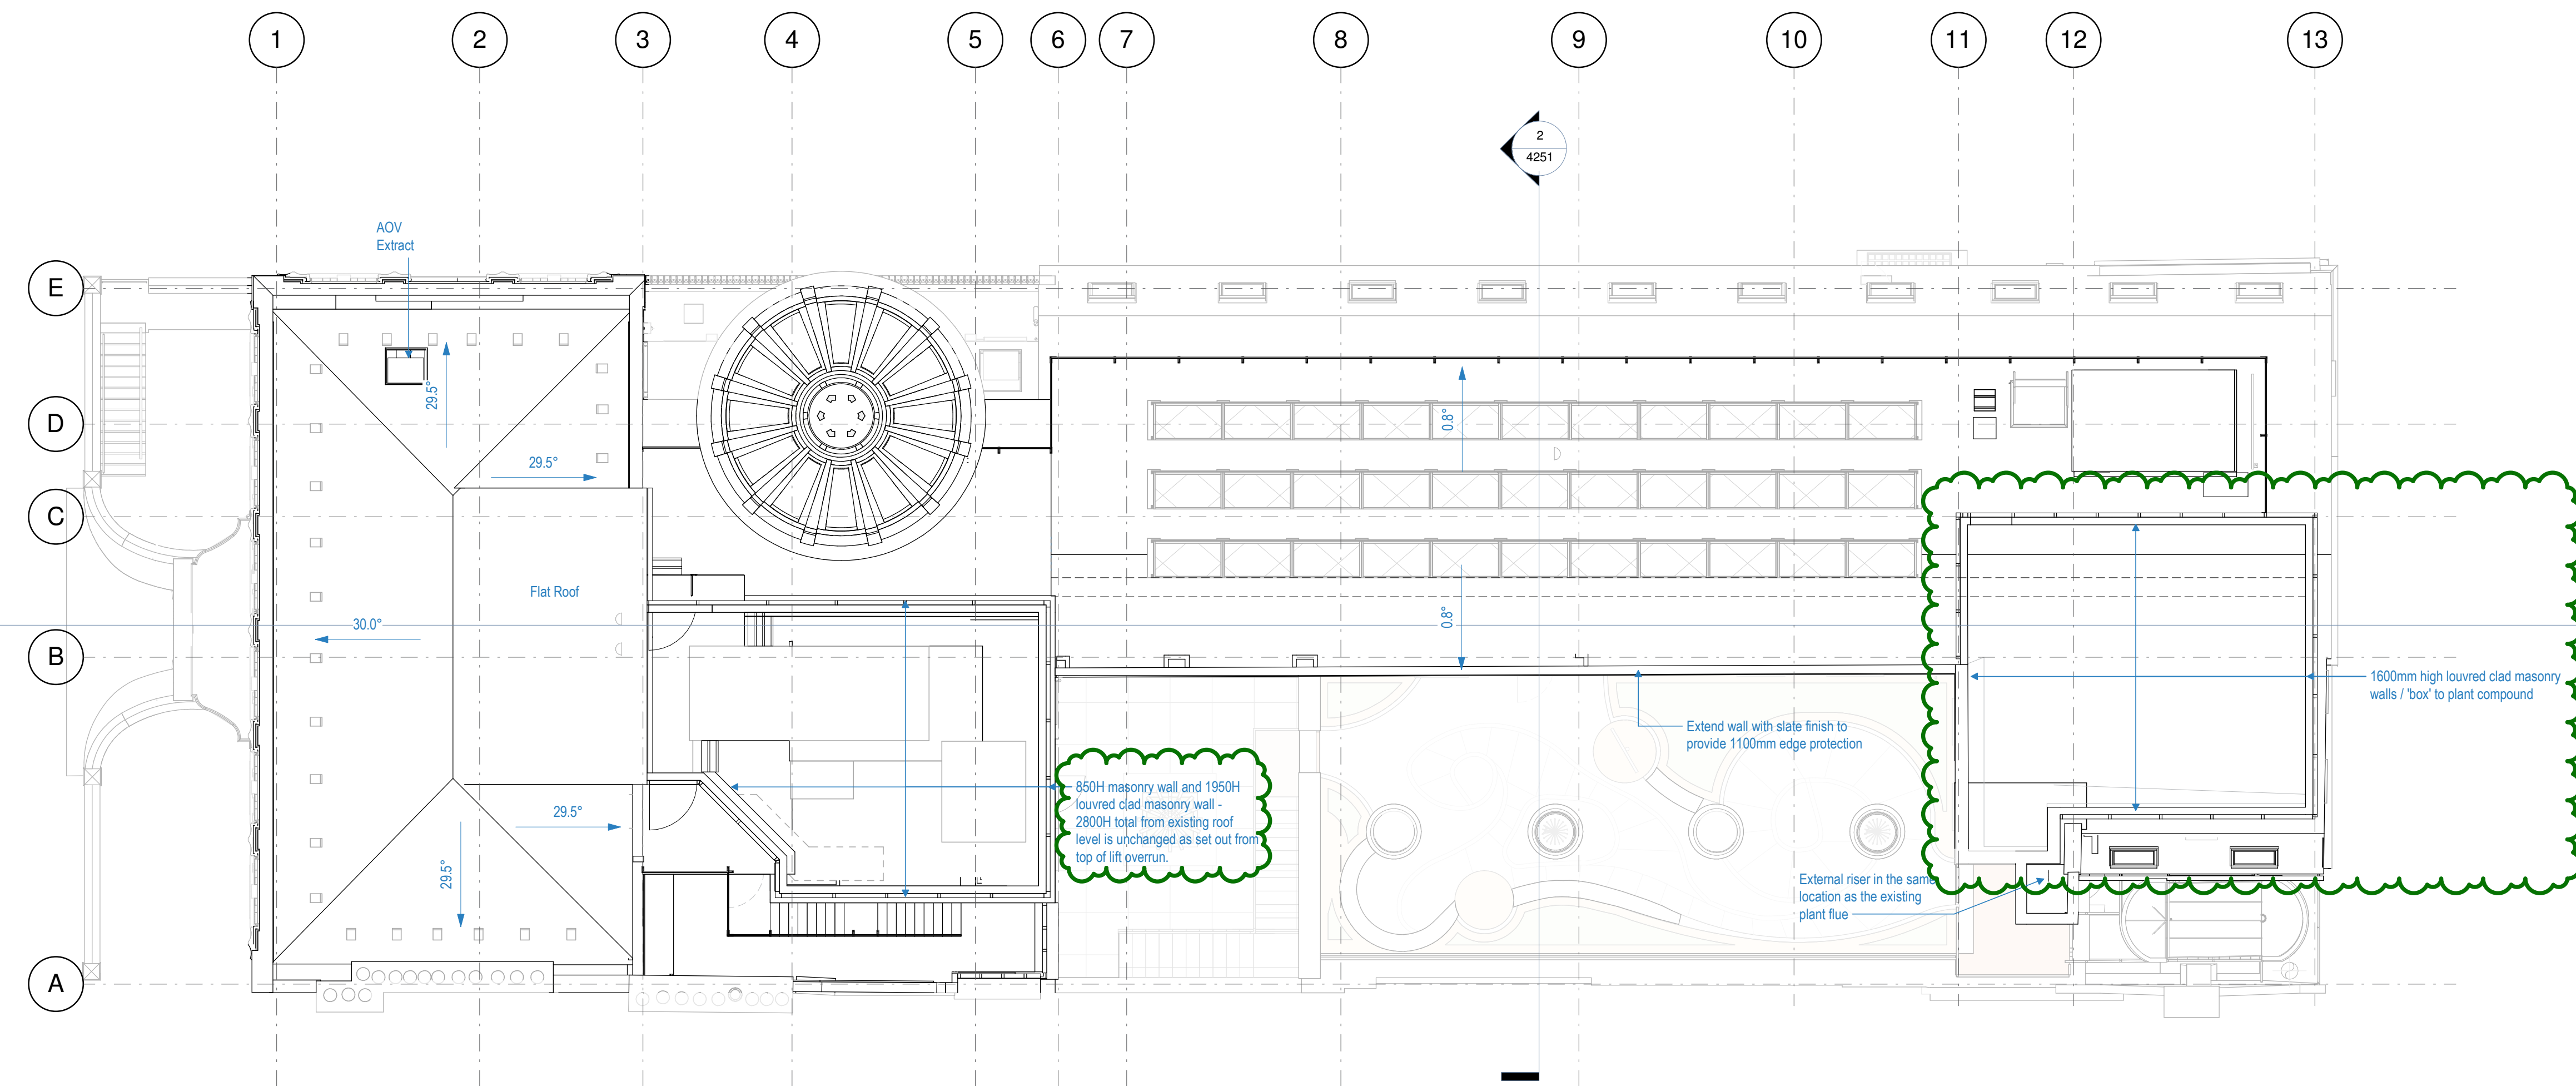 1 2 3 4 5 6 7 8 9 10 11 12 13
2
4251
AOV
Extract
E
D
C
B
A
29.5°
29.5°
0.8°
Flat Roof
30.0°
0.8°
29.5°
29.5°
850H masonry wall and 1950H
louvred clad masonry wall -
2800H total from existing roof
level is unchanged as set out from
top of lift overrun.
Extend wall with slate finish to
provide 1100mm edge protection
1600mm high louvred clad masonry
walls / 'box' to plant compound
External riser in the same
location as the existing
plant flue